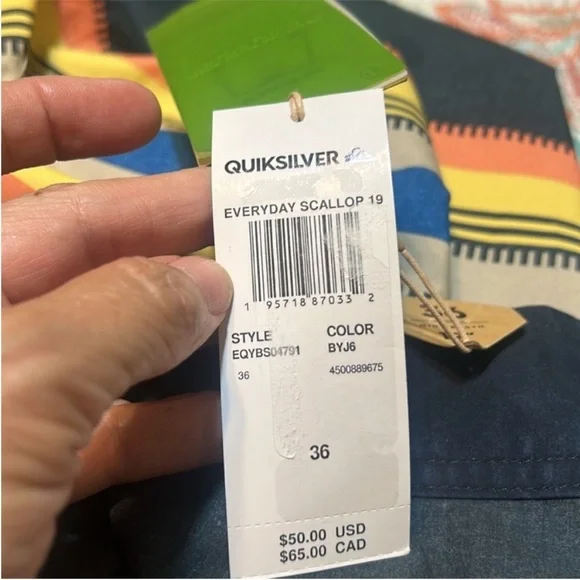 QUIKSILVER
EVERYDAY SCALLOP 19
1 95718 87033 2
STYLE COLOR
EQYBS04791 BYJ6
36 4500889675
36
$50.00 USD
$65.00 CAD